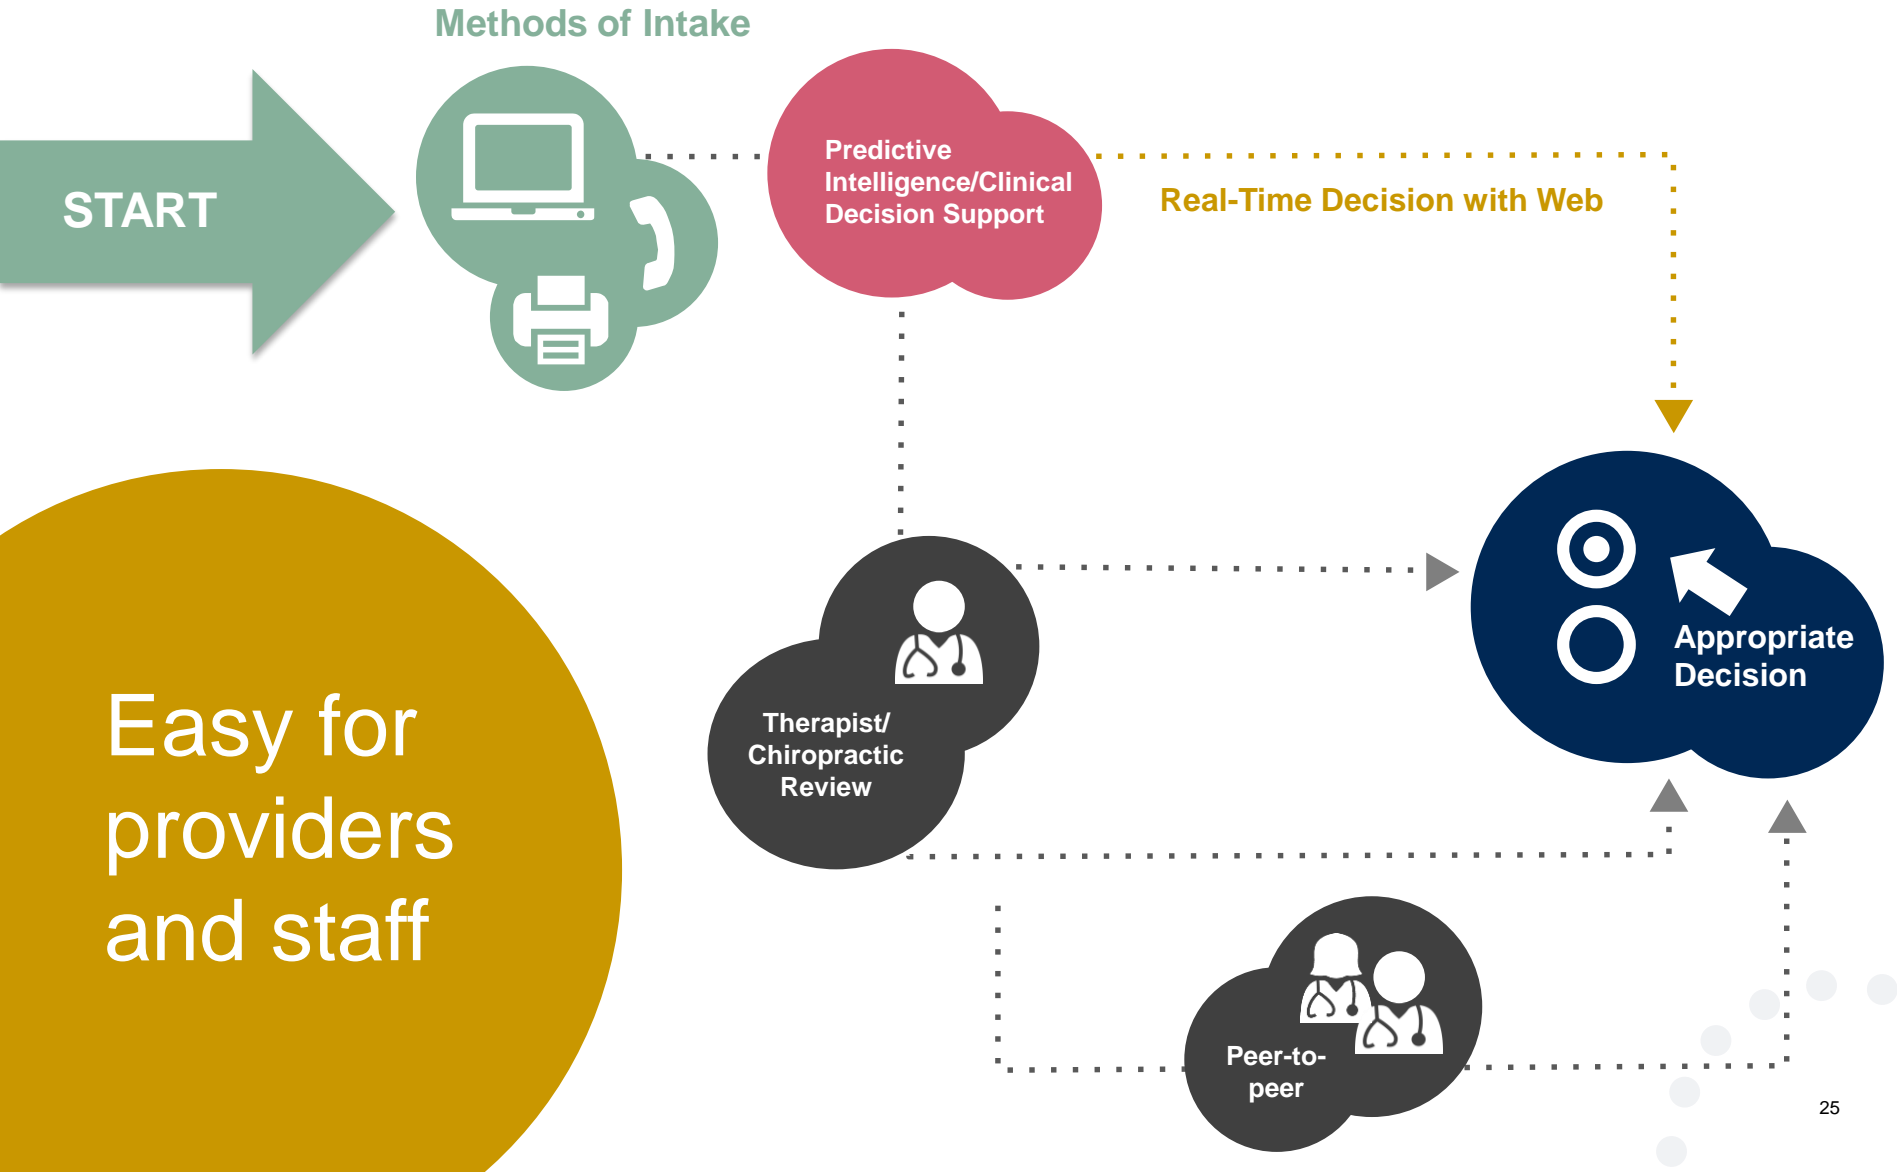 Methods of Intake
START
Predictive
Intelligence/Clinical
Decision Support
Real-Time Decision with Web
Appropriate
Decision
Therapist/
Chiropractic
Review
Easy for
providers
and staff
Peer-to-
peer
25